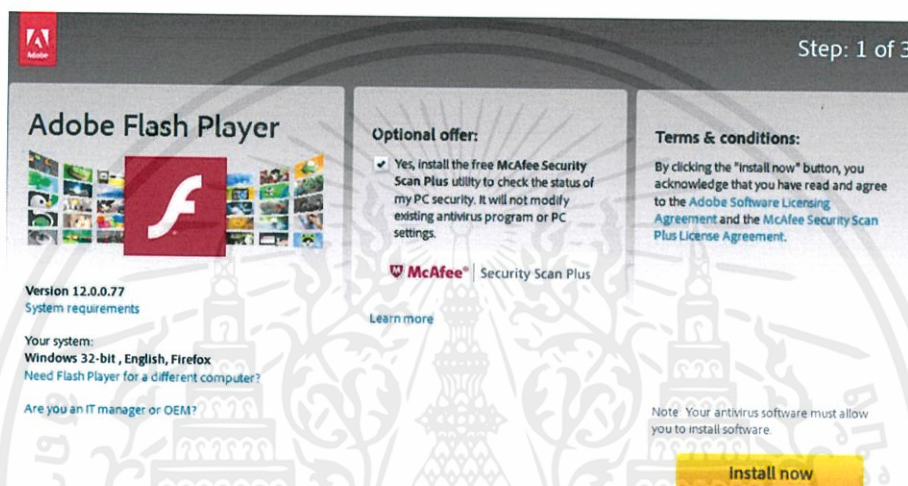 Adobe
Step: 1 of 3
Adobe Flash Player
Version 12.0.0.77
System requirements
Your system:
Windows 32-bit , English, Firefox
Need Flash Player for a different computer?
Are you an IT manager or OEM?
Optional offer:
Yes, install the free McAfee Security
Scan Plus utility to check the status of
my PC security. It will not modify
existing antivirus program or PC
settings.
McAfee® | Security Scan Plus
Learn more
Terms & conditions:
By clicking the "Install now" button, you
acknowledge that you have read and agree
to the Adobe Software Licensing
Agreement and the McAfee Security Scan
Plus License Agreement.
Note: Your antivirus software must allow
you to install software.
Install now